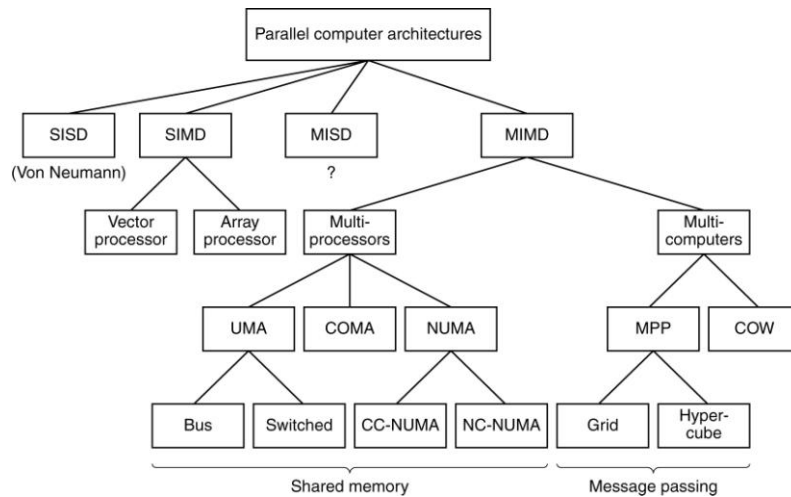 Parallel computer architectures
SISD
SIMD
MISD
MIMD
(Von Neumann)
?
Vector
processor
Array
processor
Multi-
processors
Multi-
computers
UMA
COMA
NUMA
MPP
COW
Bus
Switched
CC-NUMA
NC-NUMA
Grid
Hyper-
cube
Shared memory
Message passing